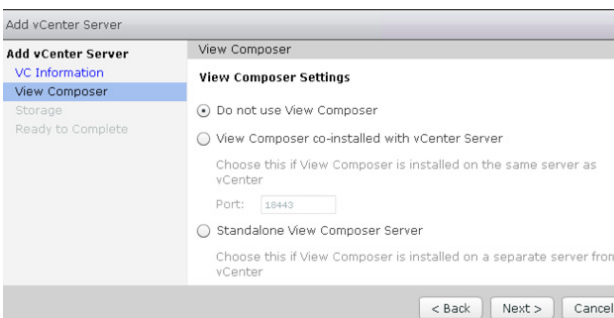 Add vCenter Server
Add vCenter Server
VC Information
View Composer
Storage
Ready to Complete
View Composer
View Composer Settings
Do not use View Composer
View Composer co-installed with vCenter Server
Choose this if View Composer is installed on the same server as
vCenter
Port: 18443
Standalone View Composer Server
Choose this if View Composer is installed on a separate server from
vCenter
< Back Next > Cancel